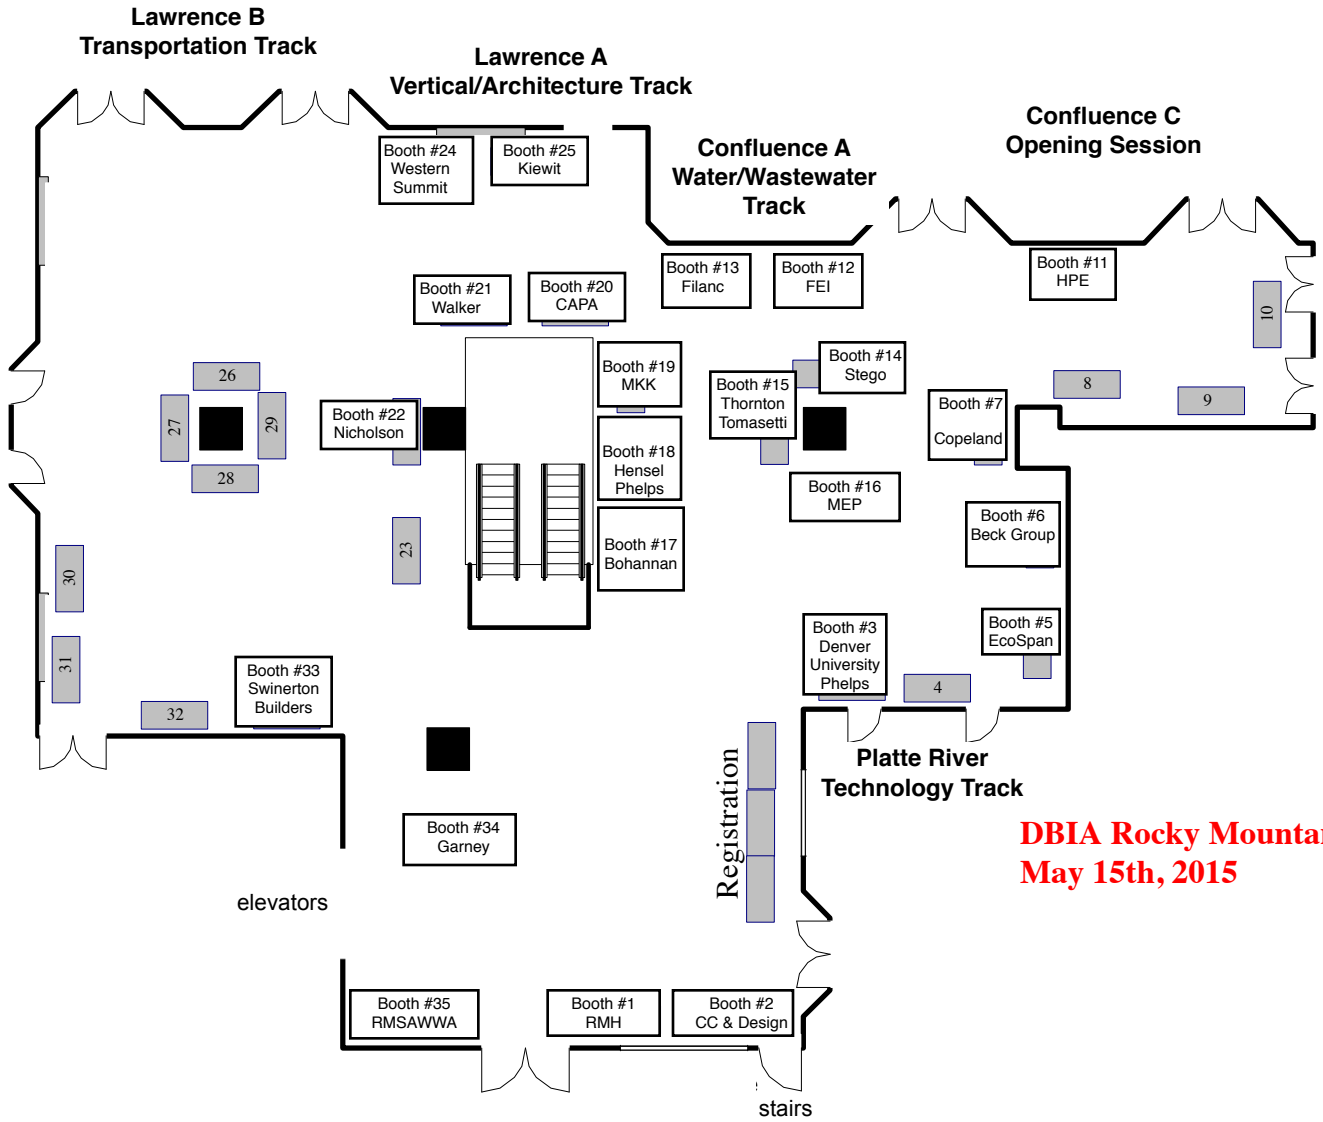 Lawrence B
Transportation Track
Lawrence A
Vertical/Architecture Track
Confluence A
Water/Wastewater
Track
Confluence C
Opening Session
Booth #24
Western
Summit
Booth #25
Kiewit
Booth #13
Filanc
Booth #12
FEI
Booth #11
HPE
10
Booth #21
Walker
Booth #20
CAPA
Booth #19
MKK
Booth #14
Stego
Booth #15
Thornton
Tomasetti
8
9
Booth #7
Copeland
26
27
29
28
Booth #22
Nicholson
Booth #18
Hensel
Phelps
Booth #16
MEP
Booth #6
Beck Group
23
Booth #17
Bohannan
30
31
32
Booth #33
Swinerton
Builders
Booth #3
Denver
University
Phelps
4
Booth #5
EcoSpan
Platte River
Technology Track
Registration
Booth #34
Garney
DBIA Rocky Mounta
May 15th, 2015
elevators
Booth #35
RMSAWWA
Booth #1
RMH
Booth #2
CC & Design
stairs